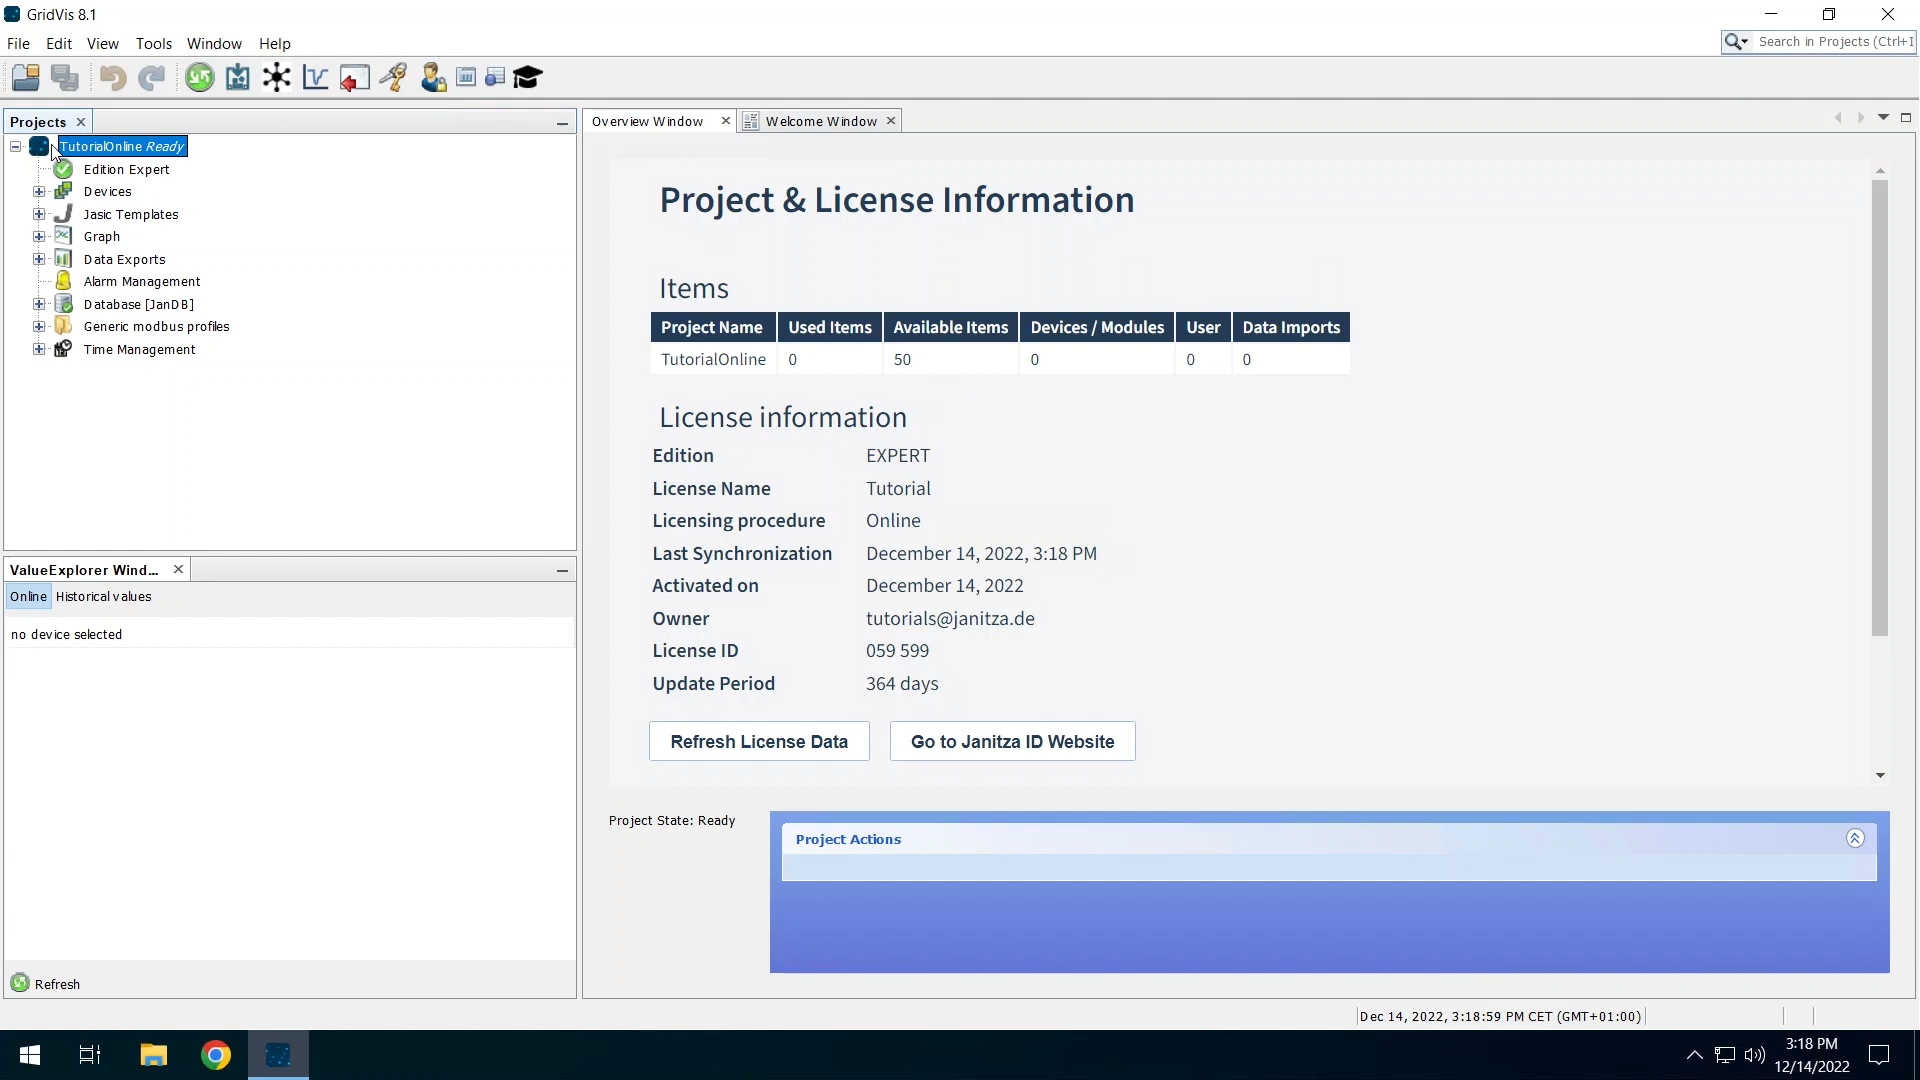 GridVis 8.1
File Edit View Tools Window Help
Search in Projects (Ctrl+I
Projects
TutorialOnline Ready
Edition Expert
Devices
Jasic Templates
Graph
Data Exports
Alarm Management
Database [JanDB]
Generic modbus profiles
Time Management
ValueExplorer Wind...
Online Historical values
no device selected
Refresh
Overview Window Welcome Window
Project & License Information
Items
Project Name Used Items Available Items Devices / Modules User Data Imports
TutorialOnline 0 50 0 0 0
License information
Edition EXPERT
License Name Tutorial
Licensing procedure Online
Last Synchronization December 14, 2022, 3:18 PM
Activated on December 14, 2022
Owner tutorials@janitza.de
License ID 059 599
Update Period 364 days
Refresh License Data Go to Janitza ID Website
Project State: Ready
Project Actions
Dec 14, 2022, 3:18:59 PM CET (GMT+01:00)
3:18 PM
12/14/2022